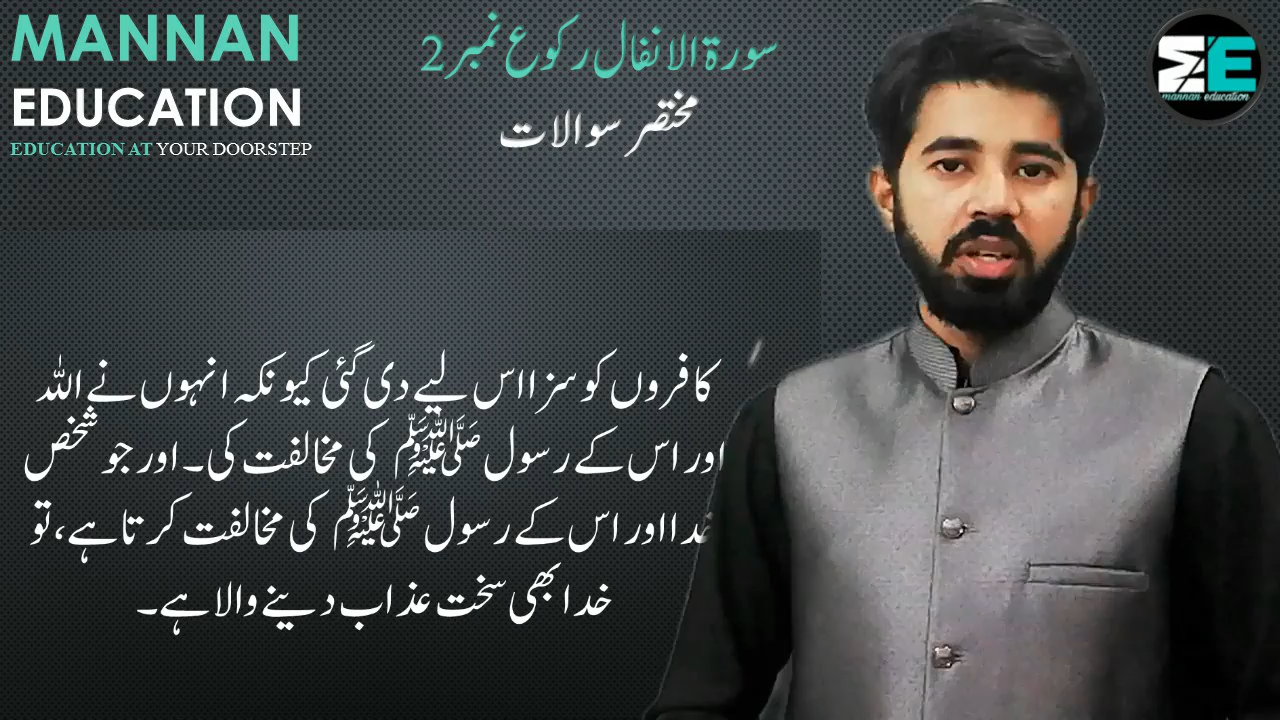 MANNAN
EDUCATION
EDUCATION AT YOUR DOORSTEP
سورۃ الانفال رکوع نمبر 2
مختصر سوالات
mannan education
کافروں کو سزا اس لیے دی گئی کیونکہ انہوں نے اللہ
اور اس کے رسول ﷺ کی مخالفت کی۔ اور جو شخص
خدا اور اس کے رسول ﷺ کی مخالفت کرتا ہے، تو
خدا بھی سخت عذاب دینے والا ہے۔